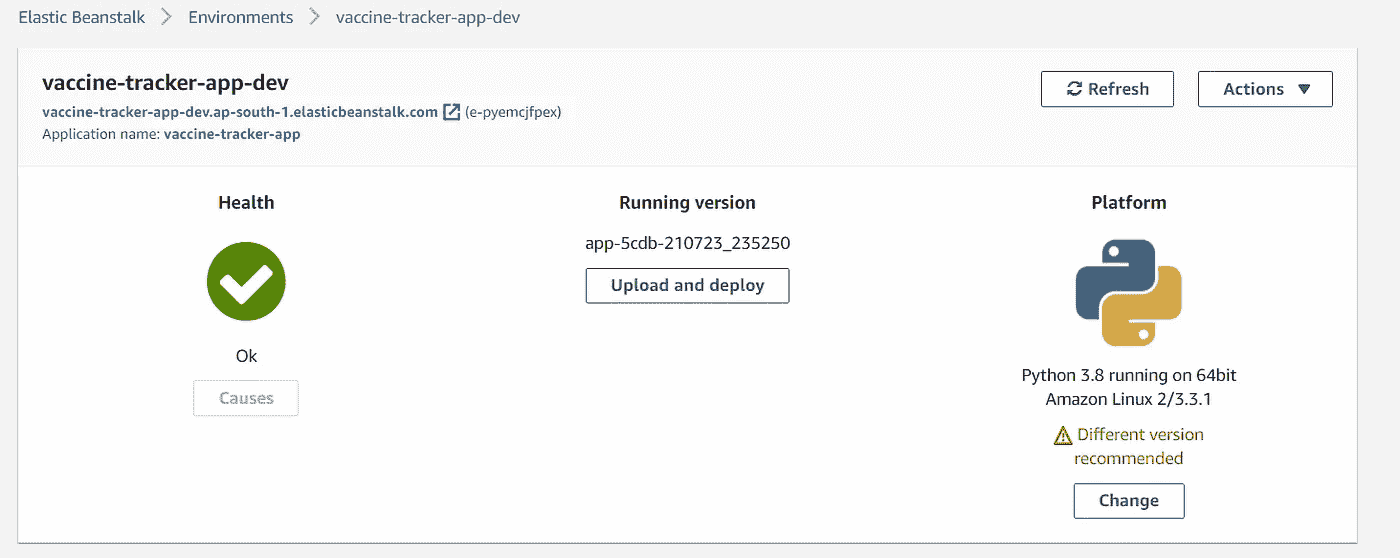 Elastic Beanstalk > Environments > vaccine-tracker-app-dev
vaccine-tracker-app-dev
Refresh
Actions
vaccine-tracker-app-dev.ap-south-1.elasticbeanstalk.com (e-pyemcjfpex)
Application name: vaccine-tracker-app
Health
Ok
Causes
Running version
app-5cdb-210723_235250
Upload and deploy
Platform
Python 3.8 running on 64bit
Amazon Linux 2/3.3.1
Different version
recommended
Change